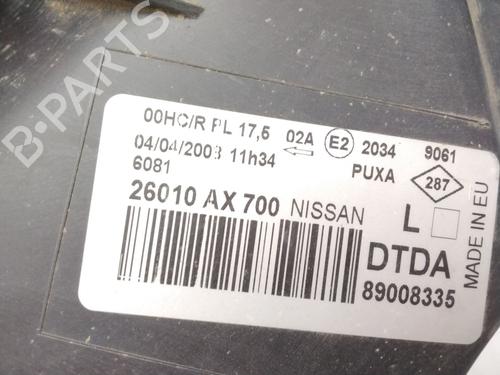 B-PARTS
00HC/R PL 17,5 02A E2 2034 9061
04/04/2008 11h34 PUXA 287
6081
26010 AX 700 NISSAN L
DTDA
89008335
MADE IN EU